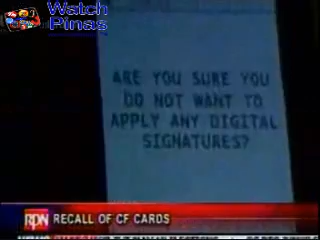 Watch
Pinas
ARE YOU SURE YOU
DO NOT WANT TO
APPLY ANY DIGITAL
SIGNATURES?
RPN
RECALL OF CF CARDS